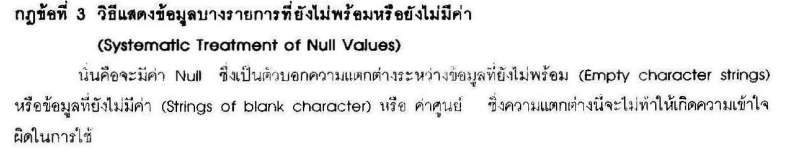 กฎข้อที่ 3 วิธีแสดงข้อมูลบางรายการที่ยังไม่พร้อมหรือยังไม่มีค่า
(Systematic Treatment of Null Values)
นั่นคือจะมีค่า Null ซึ่งเป็นตัวบอกความแตกต่างระหว่างข้อมูลที่ยังไม่พร้อม (Empty character strings)
หรือข้อมูลที่ยังไม่มีค่า (Strings of blank character) หรือ ค่าศูนย์ ซึ่งความแตกต่างนี้จะไม่ทำให้เกิดความเข้าใจ
ผิดในการใช้